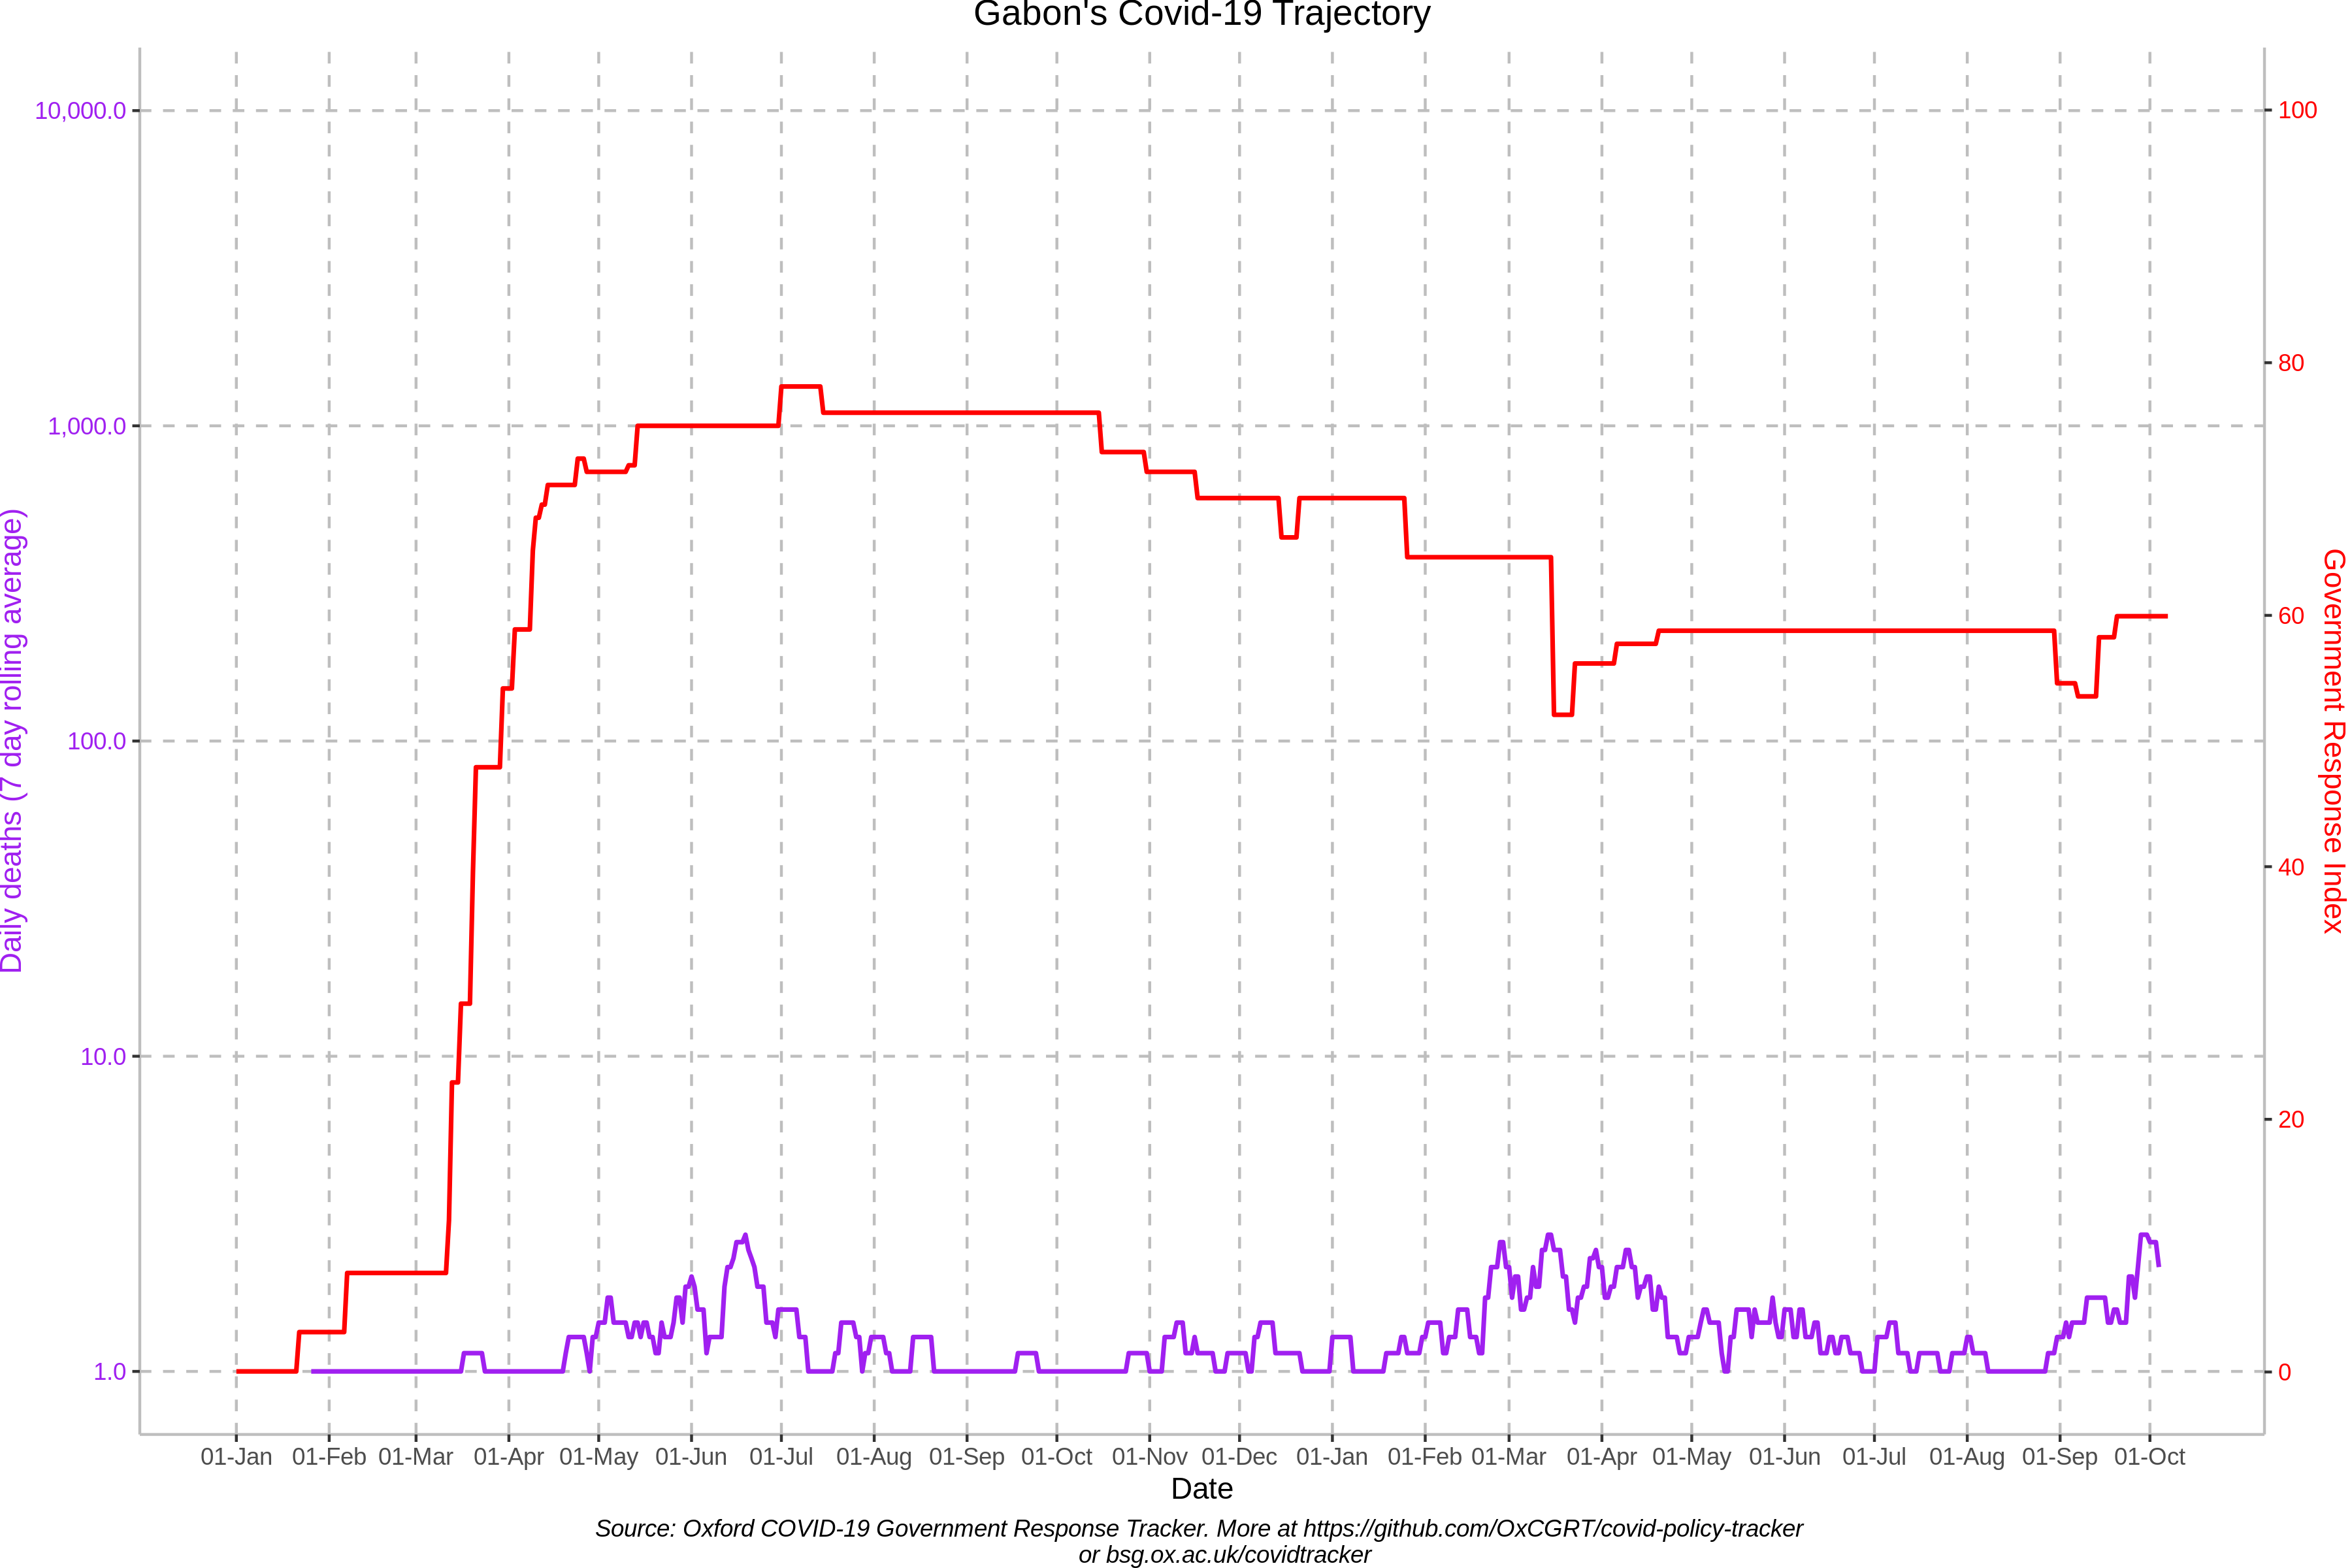 Gabon's Covid-19 Trajectory
10,000.0
1,000.0
100.0
10.0
1.0
Daily deaths (7 day rolling average)
100
80
60
40
20
0
Government Response Index
01-Jan 01-Feb 01-Mar 01-Apr 01-May 01-Jun 01-Jul 01-Aug 01-Sep 01-Oct 01-Nov 01-Dec 01-Jan 01-Feb 01-Mar 01-Apr 01-May 01-Jun 01-Jul 01-Aug 01-Sep 01-Oct
Date
Source: Oxford COVID-19 Government Response Tracker. More at https://github.com/OxCGRT/covid-policy-tracker
or bsg.ox.ac.uk/covidtracker